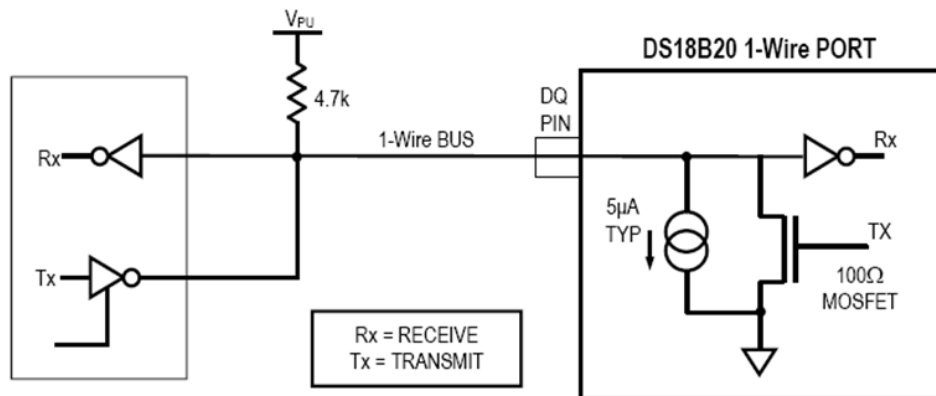 VPU
DS18B20 1-Wire PORT
4.7k
DQ
PIN
Rx
1-Wire BUS
Rx
5µA
TYP
TX
Tx
100Ω
MOSFET
Rx = RECEIVE
Tx = TRANSMIT